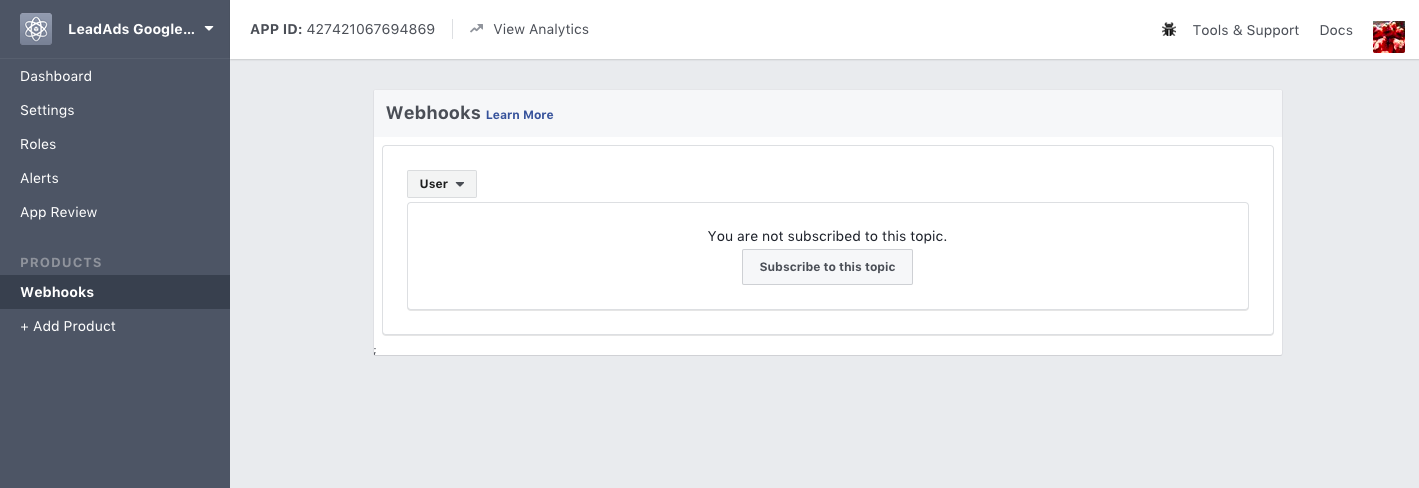 LeadAds Google...
APP ID: 427421067694869
View Analytics
Tools & Support
Docs
Dashboard
Settings
Roles
Alerts
App Review
PRODUCTS
Webhooks
+ Add Product
Webhooks Learn More
User
You are not subscribed to this topic.
Subscribe to this topic
;